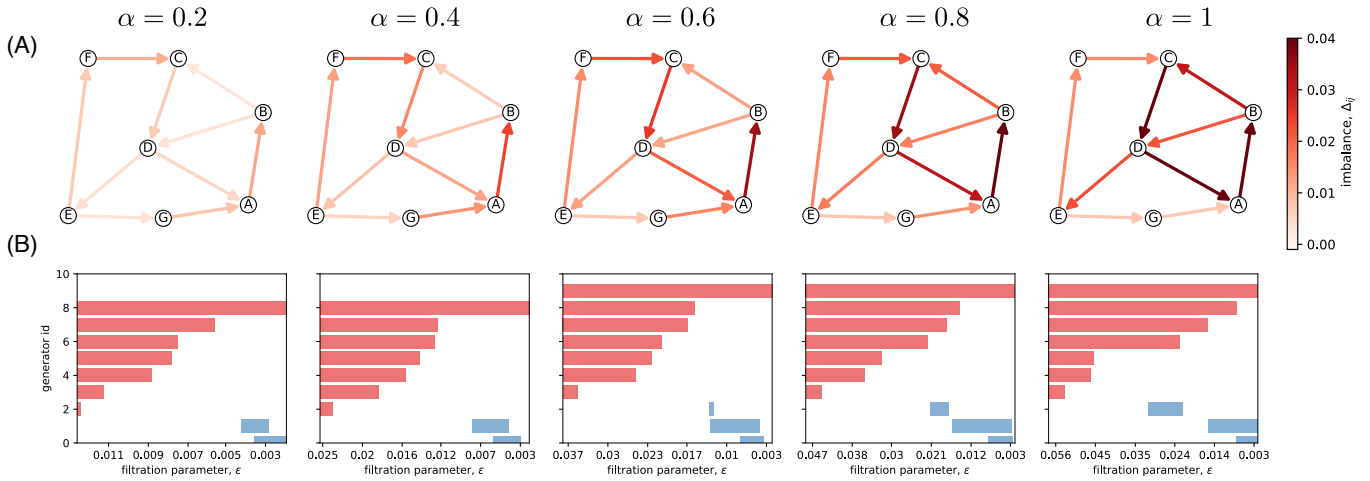 α = 0.2 α = 0.4 α = 0.6 α = 0.8 α = 1
(A)
F C B D E G A
F C B D E G A
F C B D E G A
F C B D E G A
F C B D E G A
0.04
0.03
0.02
0.01
0.00
imbalance, Δij
(B)
10
8
6
4
2
0
generator id
0.011 0.009 0.007 0.005 0.003
filtration parameter, ε
0.025 0.02 0.016 0.012 0.007 0.003
filtration parameter, ε
0.037 0.03 0.023 0.017 0.01 0.003
filtration parameter, ε
0.047 0.038 0.03 0.021 0.012 0.003
filtration parameter, ε
0.056 0.045 0.035 0.024 0.014 0.003
filtration parameter, ε